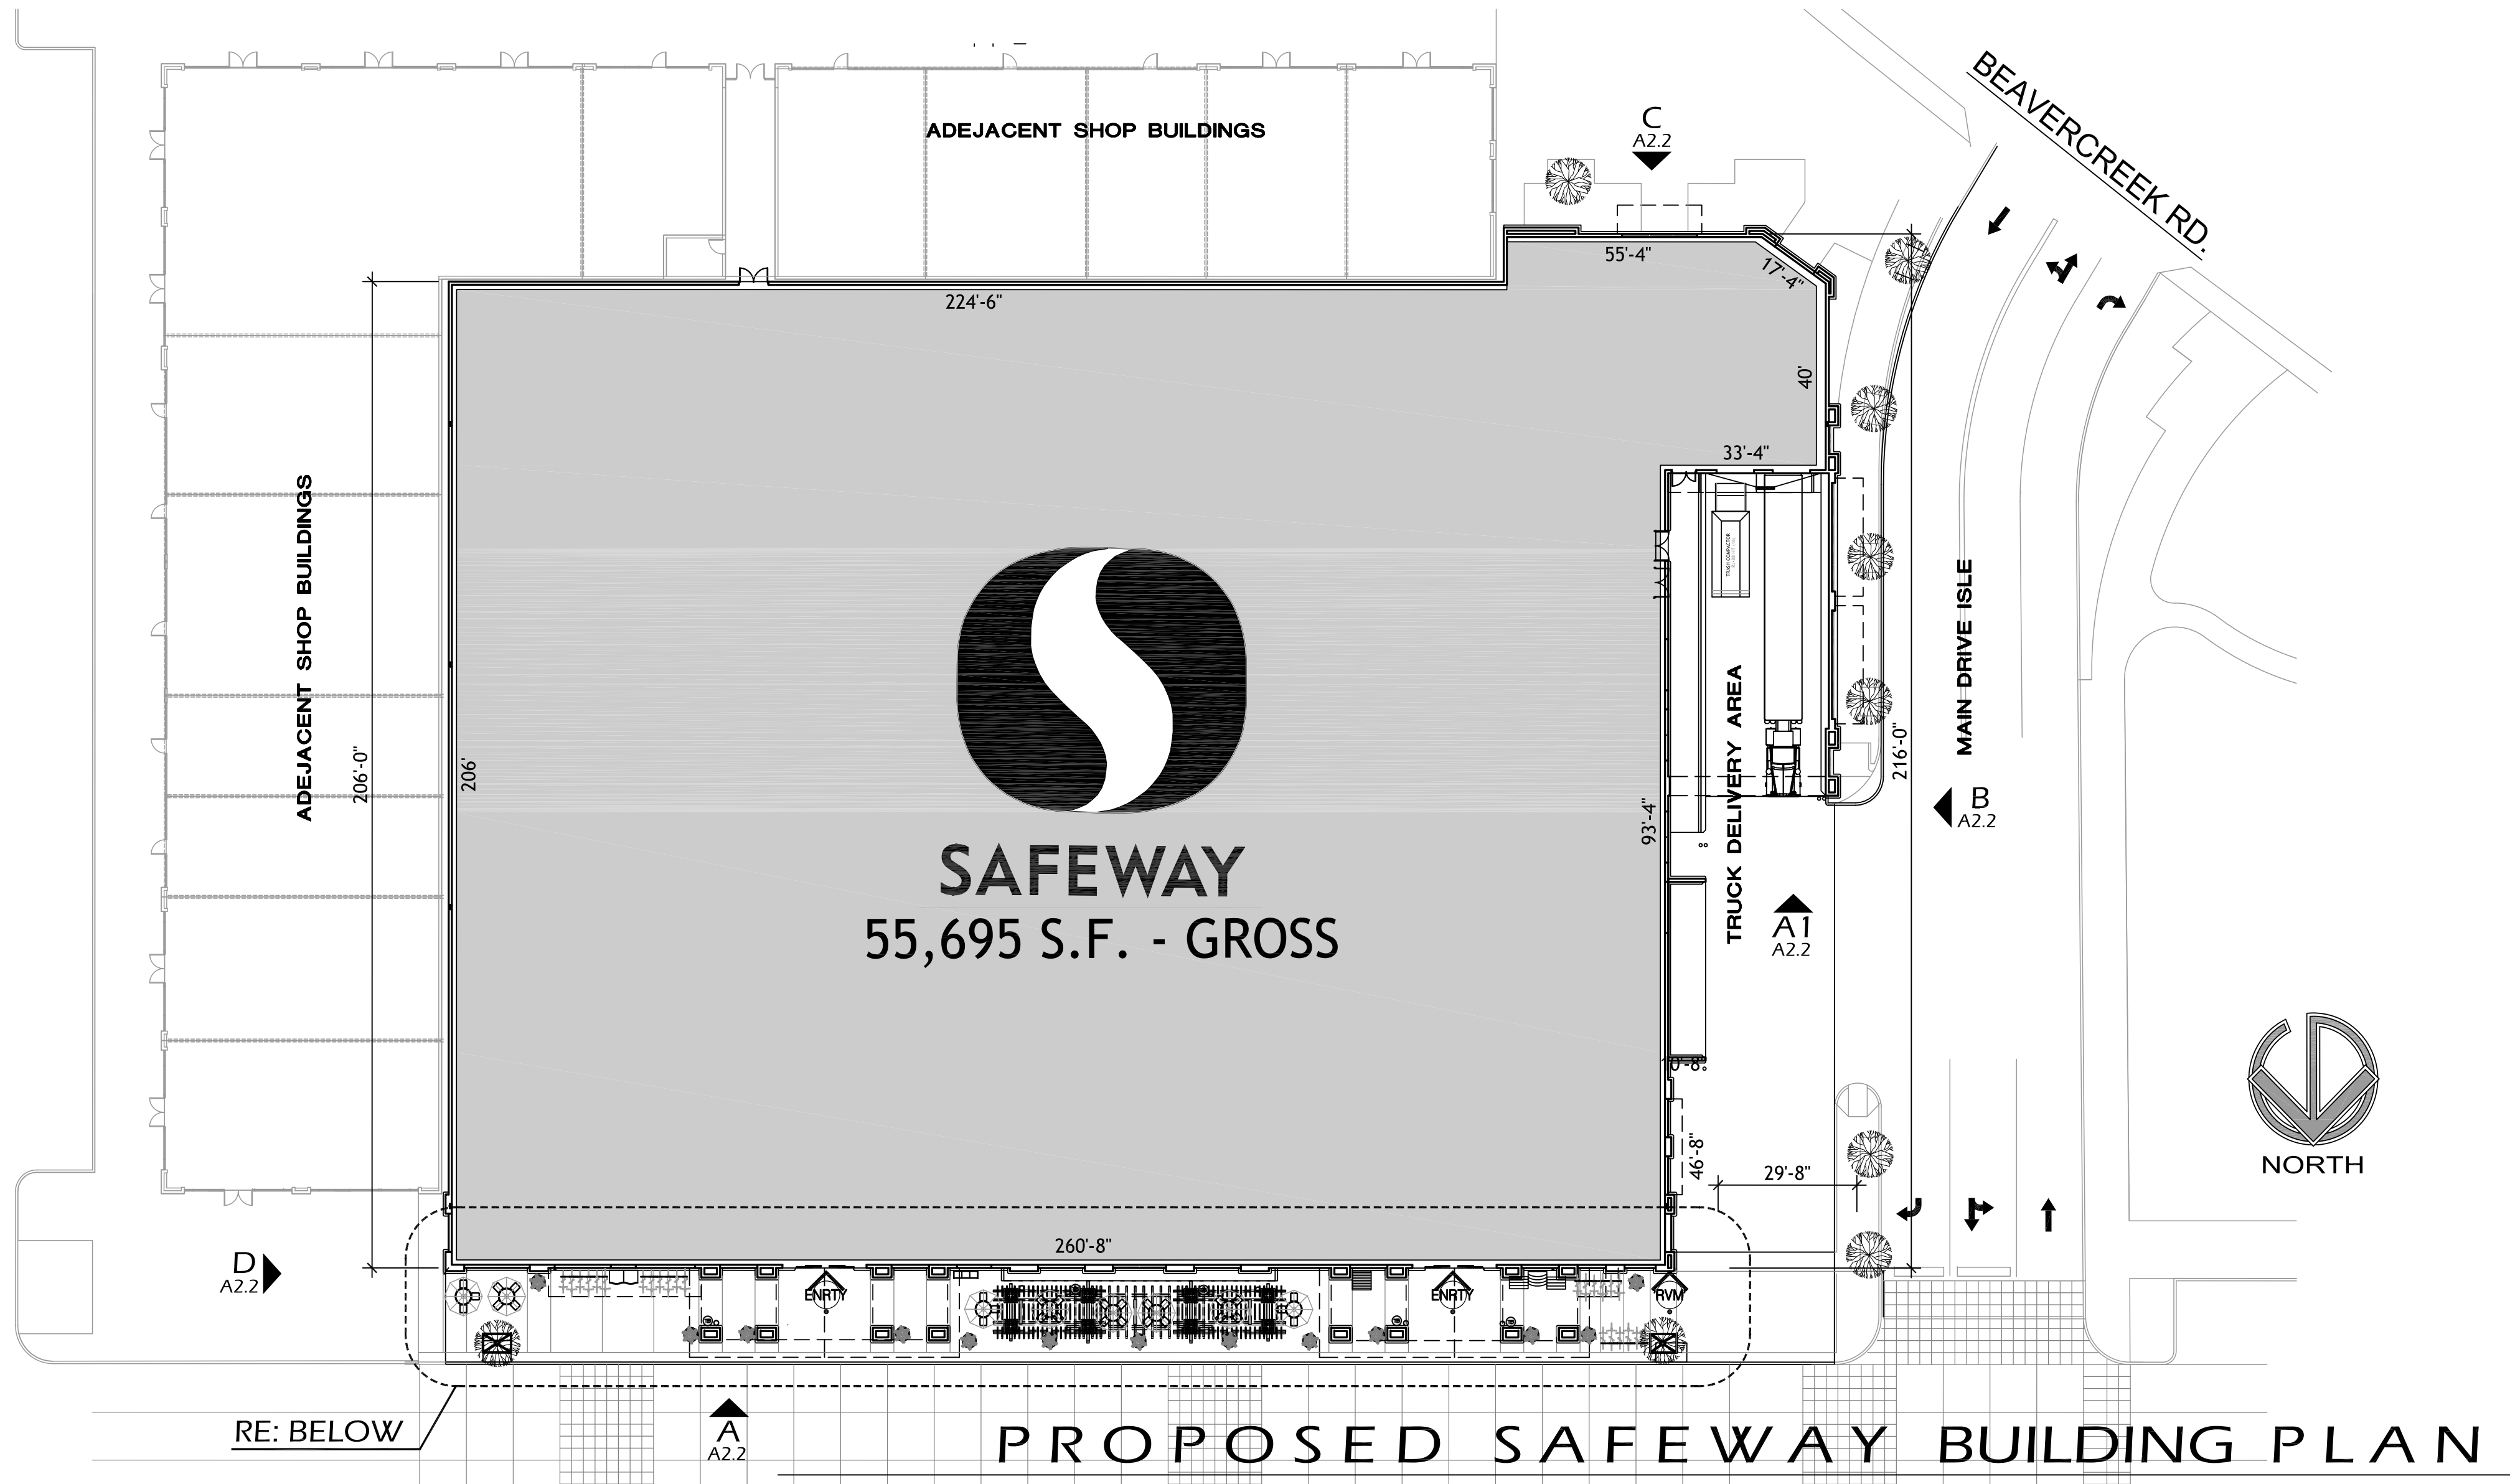 BEAVERCREEK RD.
ADEJACENT SHOP BUILDINGS
C
A2.2
55'-4"
17'-4"
224'-6"
40'
33'-4"
TRASH COMPACTOR
ADEJACENT SHOP BUILDINGS
206'-0"
206'
MAIN DRIVE ISLE
TRUCK DELIVERY AREA
216'-0"
93'-4"
B
A2.2
SAFEWAY
55,695 S.F. - GROSS
A1
A2.2
46'-8"
29'-8"
NORTH
260'-8"
D
A2.2
ENRTY
ENRTY
RVM
RE: BELOW
A
A2.2
PROPOSED SAFEWAY BUILDING PLAN